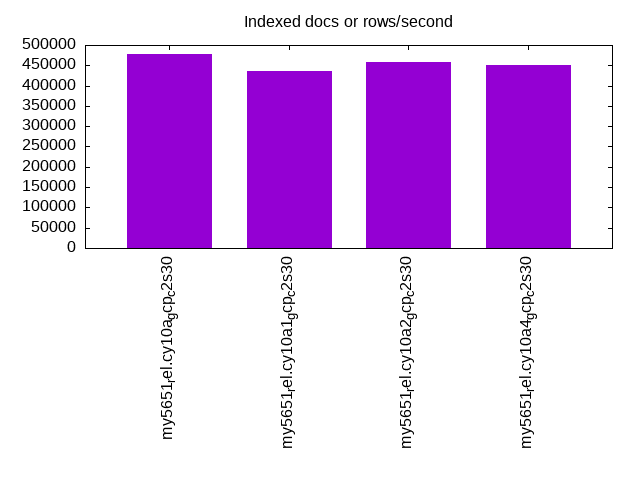 Indexed docs or rows/second
500000
450000
400000
350000
300000
250000
200000
150000
100000
50000
0
my5651rel.cy10agcpc2s30
my5651rel.cy10a1gcpc2s30
my5651rel.cy10a2gcpc2s30
my5651rel.cy10a4gcpc2s30